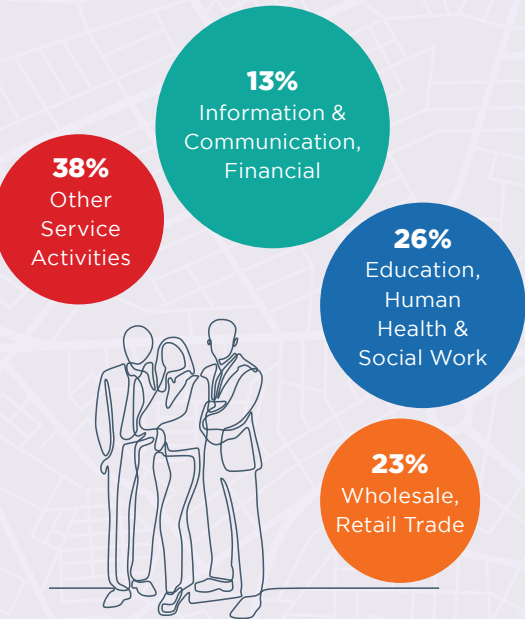 13%
Information &
Communication,
Financial
38%
Other
Service
Activities
26%
Education,
Human
Health &
Social Work
23%
Wholesale,
Retail Trade